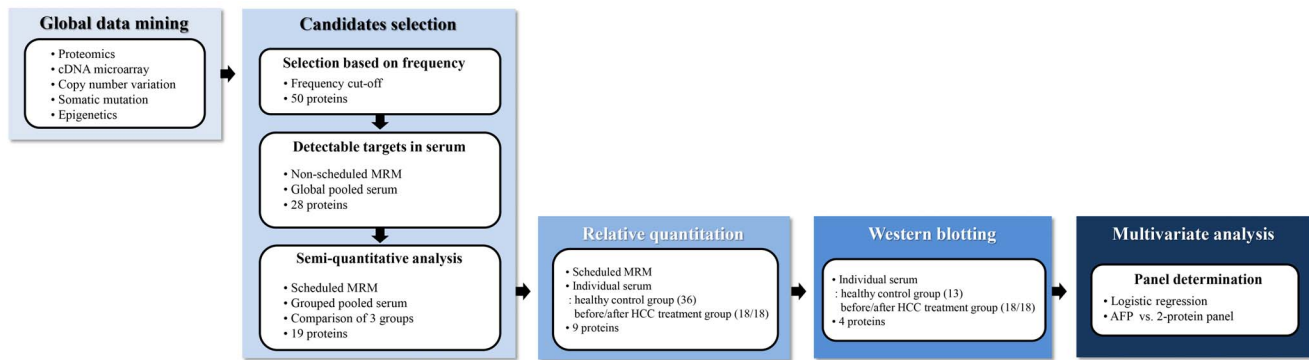 Global data mining
• Proteomics
• cDNA microarray
• Copy number variation
• Somatic mutation
• Epigenetics
Candidates selection
Selection based on frequency
• Frequency cut-off
• 50 proteins
Detectable targets in serum
• Non-scheduled MRM
• Global pooled serum
• 28 proteins
Semi-quantitative analysis
• Scheduled MRM
• Grouped pooled serum
• Comparison of 3 groups
• 19 proteins
Relative quantitation
• Scheduled MRM
• Individual serum
: healthy control group (36)
before/after HCC treatment group (18/18)
• 9 proteins
Western blotting
• Individual serum
: healthy control group (13)
before/after HCC treatment group (18/18)
• 4 proteins
Multivariate analysis
Panel determination
• Logistic regression
• AFP vs. 2-protein panel